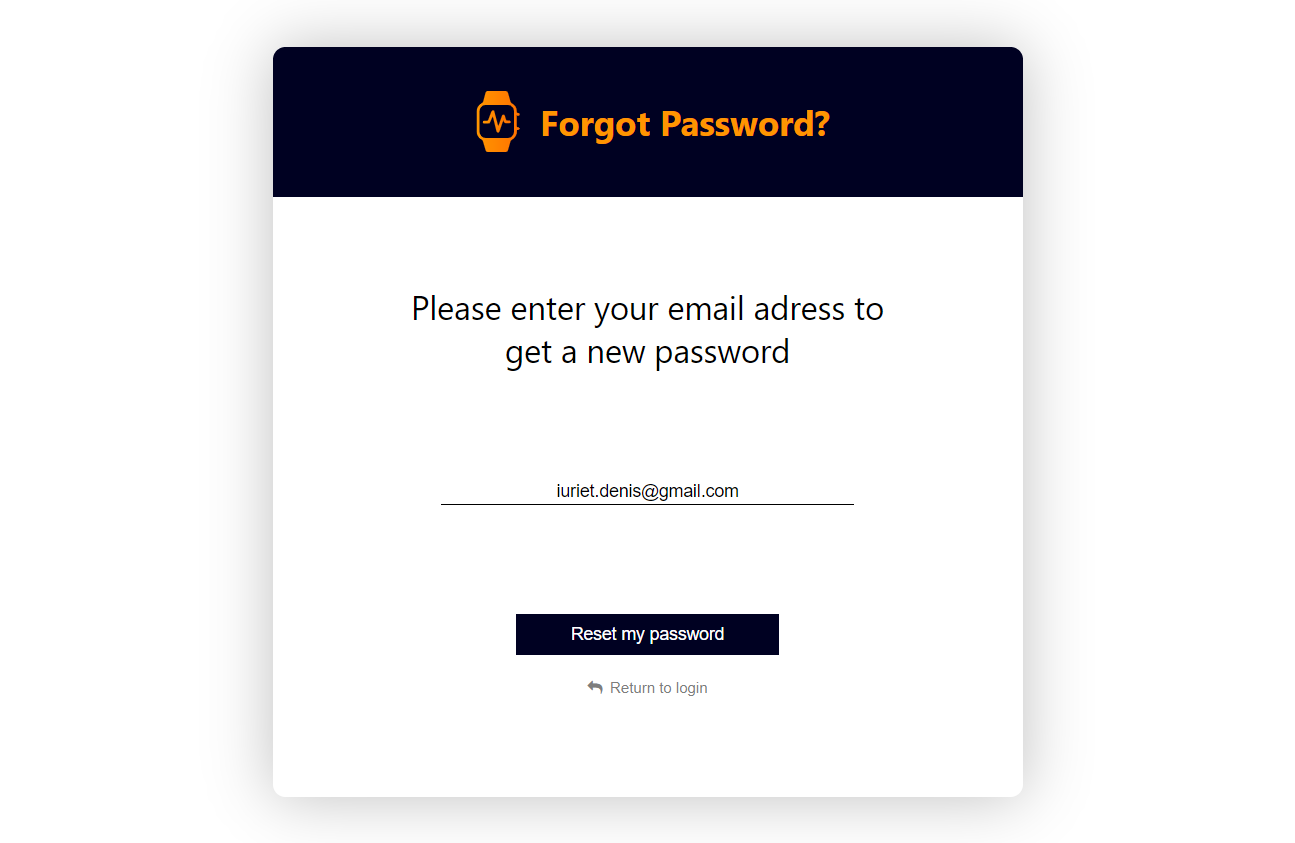 Forgot Password?
Please enter your email adress to
get a new password
iuriet.denis@gmail.com
Reset my password
Return to login